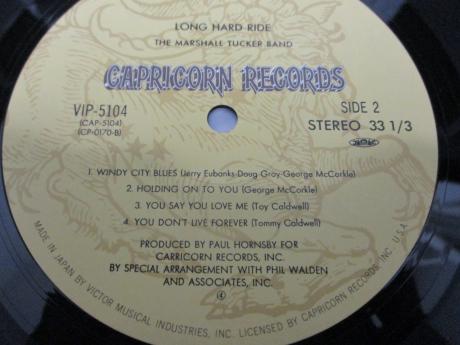 LONG HARD RIDE
THE MARSHALL TUCKER BAND
CAPRICORN RECORDS
VIP-5104
(CAP-5104)
(CP-0170-B)
SIDE 2
STEREO 33 1/3
1. WINDY CITY BLUES (Jerry Eubanks-Doug Gray-George McCorkle)
2. HOLDING ON TO YOU (George McCorkle)
3. YOU SAY YOU LOVE ME (Toy Caldwell)
4. YOU DON'T LIVE FOREVER (Tommy Caldwell)
PRODUCED BY PAUL HORNSBY FOR
CARRICORN RECORDS, INC.
BY SPECIAL ARRANGEMENT WITH PHIL WALDEN
AND ASSOCIATES, INC.
MADE IN JAPAN BY VICTOR MUSICAL INDUSTRIES, INC. LICENSED BY CAPRICORN RECORDS INC. U.S.A.